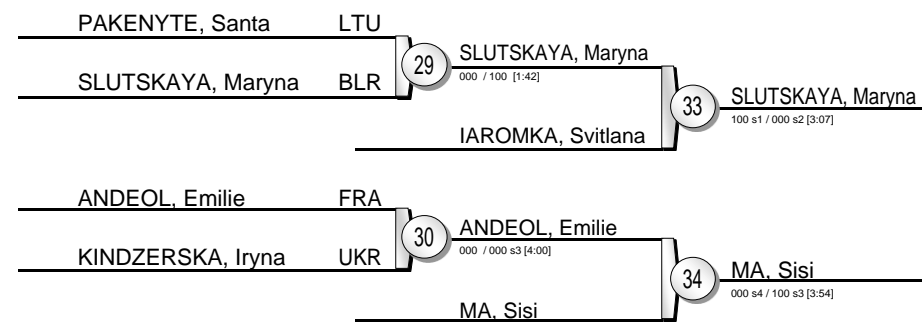 PAKENYTE, Santa LTU
SLUTSKAYA, Maryna BLR
29
SLUTSKAYA, Maryna
000 / 100 [1:42]
IAROMKA, Svitlana
33
SLUTSKAYA, Maryna
100 s1 / 000 s2 [3:07]
ANDEOL, Emilie FRA
KINDZERSKA, Iryna UKR
30
ANDEOL, Emilie
000 / 000 s3 [4:00]
MA, Sisi
34
MA, Sisi
000 s4 / 100 s3 [3:54]